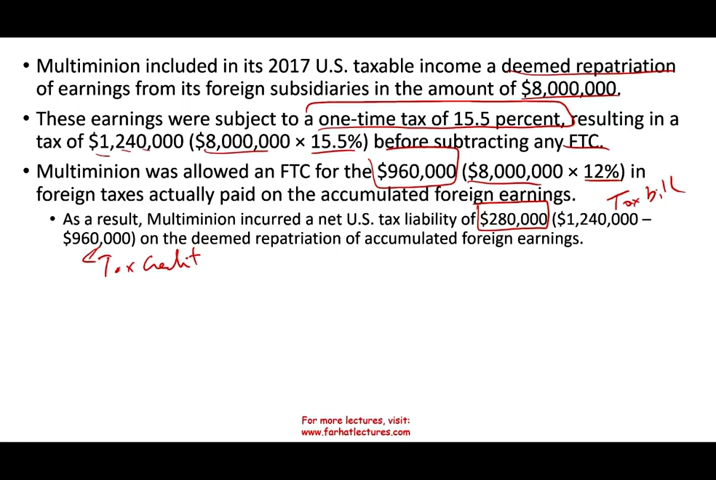 • Multiminion included in its 2017 U.S. taxable income a deemed repatriation
of earnings from its foreign subsidiaries in the amount of $8,000,000.
• These earnings were subject to a one-time tax of 15.5 percent, resulting in a
tax of $1,240,000 ($8,000,000 × 15.5%) before subtracting any FTC.
• Multiminion was allowed an FTC for the $960,000 ($8,000,000 × 12%) in
foreign taxes actually paid on the accumulated foreign earnings.
Tax bill
• As a result, Multiminion incurred a net U.S. tax liability of $280,000 ($1,240,000 –
$960,000) on the deemed repatriation of accumulated foreign earnings.
Tax Credit
For more lectures, visit:
www.farhatlectures.com